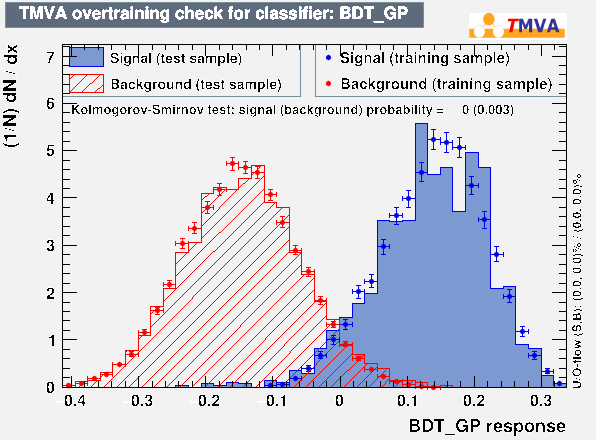 TMVA overtraining check for classifier: BDT_GP
TMVA
Signal (test sample)
Background (test sample)
Signal (training sample)
Background (training sample)
Kolmogorov-Smirnov test: signal (background) probability = 0 (0.003)
(1/N) dN / dx
7
6
5
4
3
2
1
0
-0.4 -0.3 -0.2 -0.1 0 0.1 0.2 0.3
BDT_GP response
U/O-flow (S,B): (0.0, 0.0)% / (0.0, 0.0)%